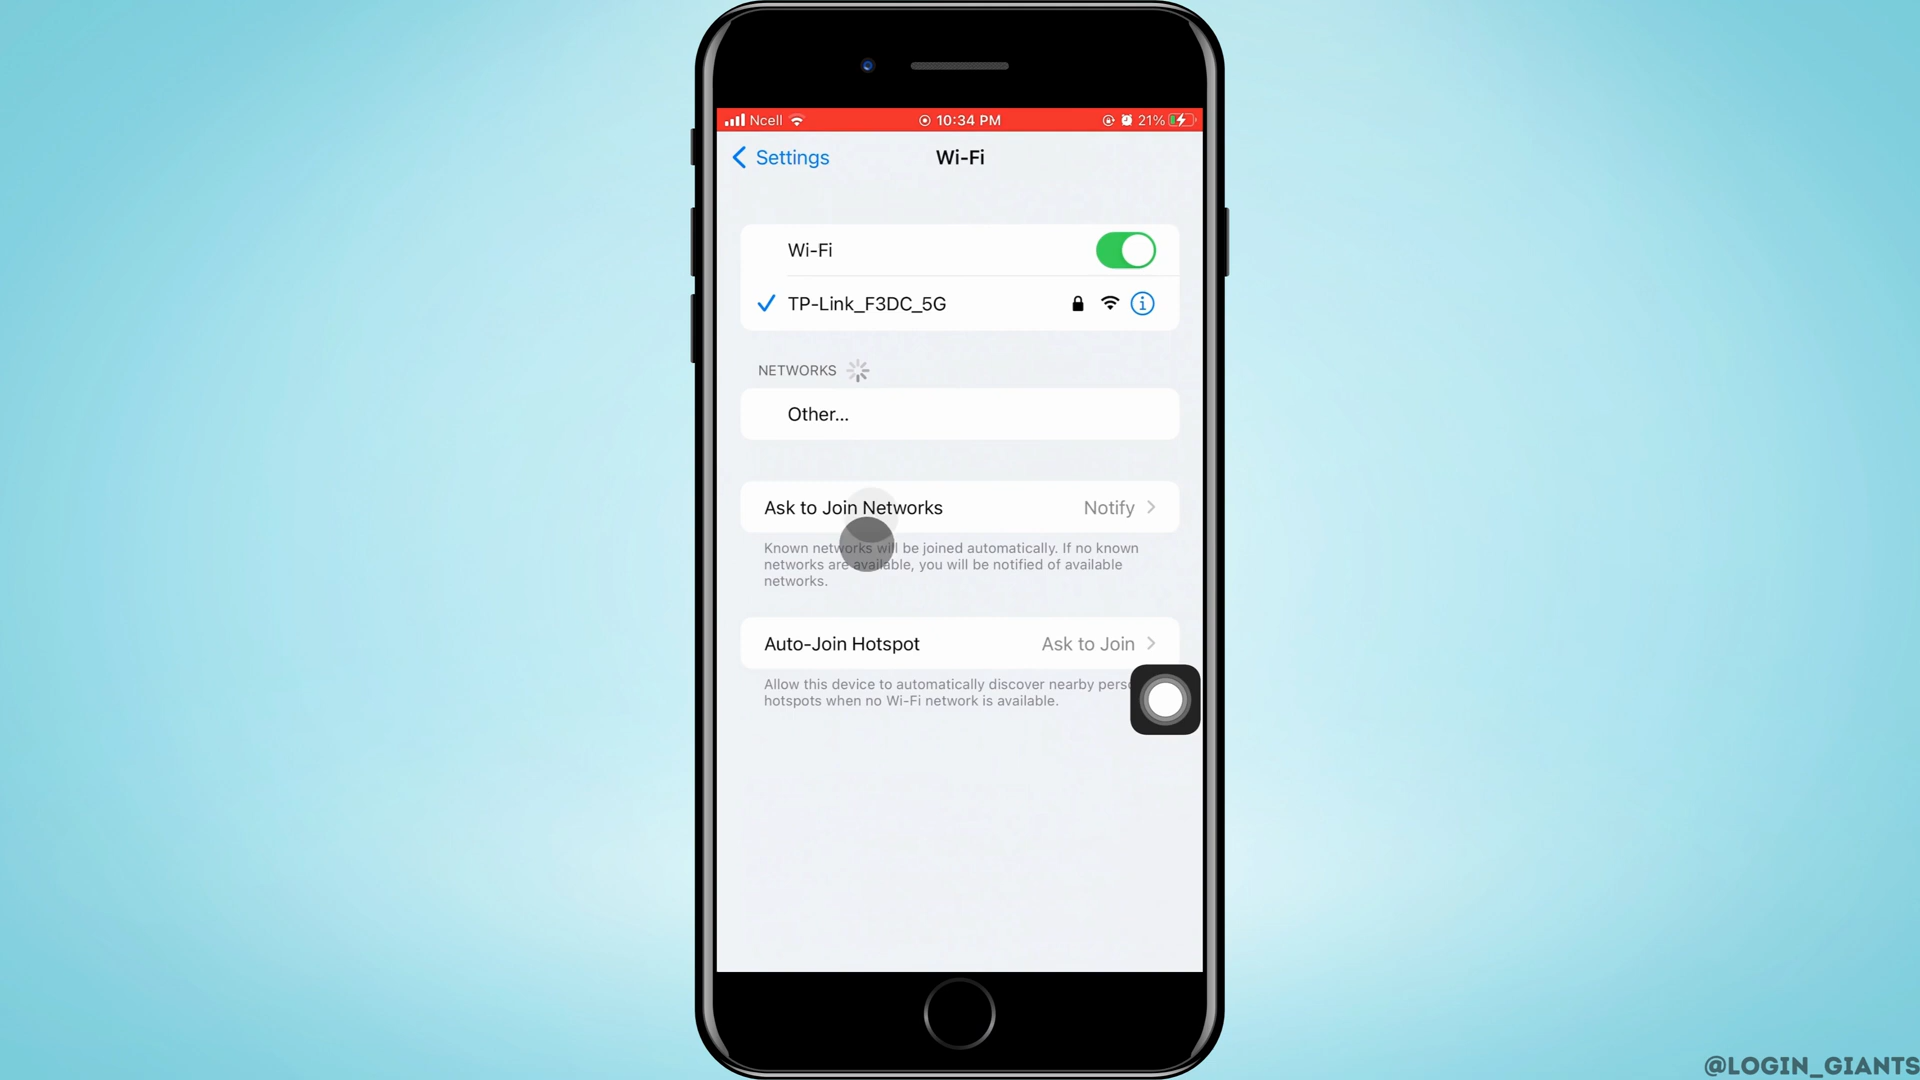 Ncell 10:34 PM 21%
Settings Wi-Fi
Wi-Fi
TP-Link_F3DC_5G
NETWORKS
Other...
Ask to Join Networks Notify
Known networks will be joined automatically. If no known
networks are available, you will be notified of available
networks.
Auto-Join Hotspot Ask to Join
Allow this device to automatically discover nearby
hotspots when no Wi-Fi network is available.
@LOGIN_GIANTS